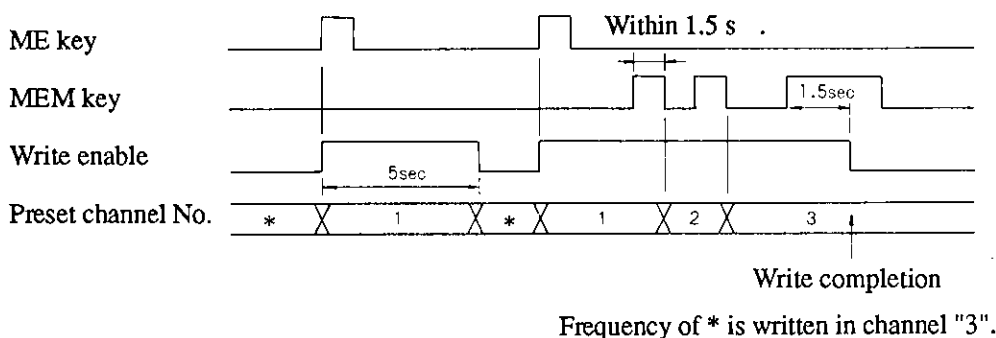 ME key
Within 1.5 s .
MEM key
1.5sec
Write enable
5sec
Preset channel No.
* 1 * 1 2 3
Write completion
Frequency of * is written in channel "3".